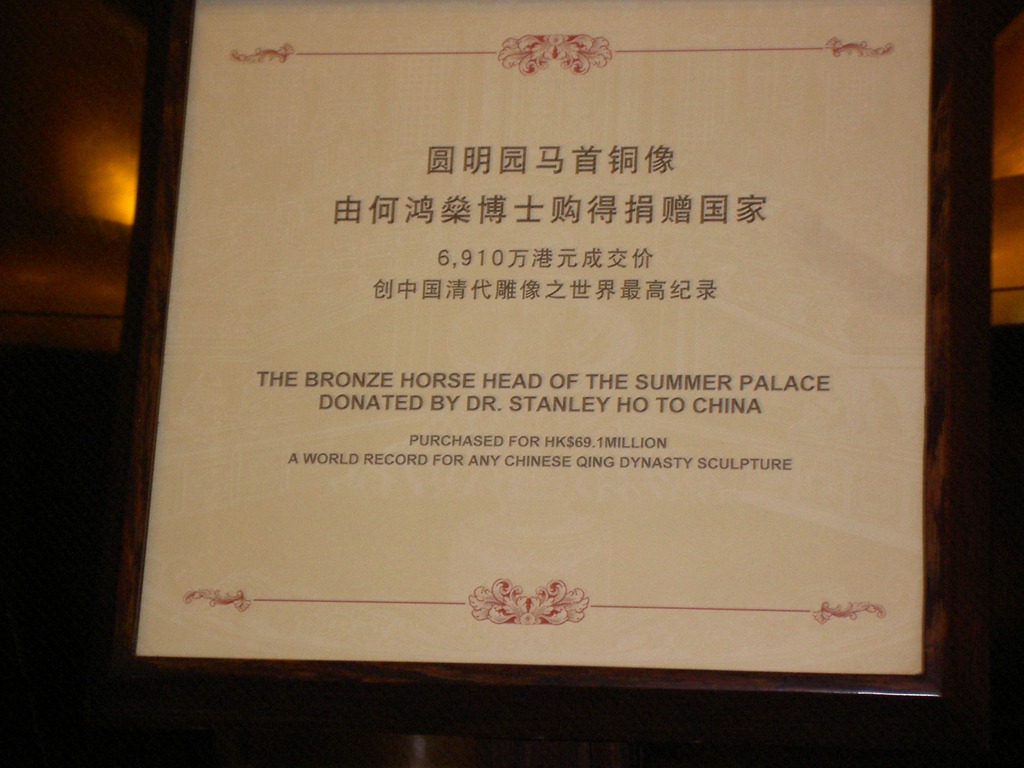 圆明园马首铜像
由何鸿燊博士购得捐赠国家
6,910万港元成交价
创中国清代雕像之世界最高纪录
THE BRONZE HORSE HEAD OF THE SUMMER PALACE
DONATED BY DR. STANLEY HO TO CHINA
PURCHASED FOR HK$69.1MILLION
A WORLD RECORD FOR ANY CHINESE QING DYNASTY SCULPTURE